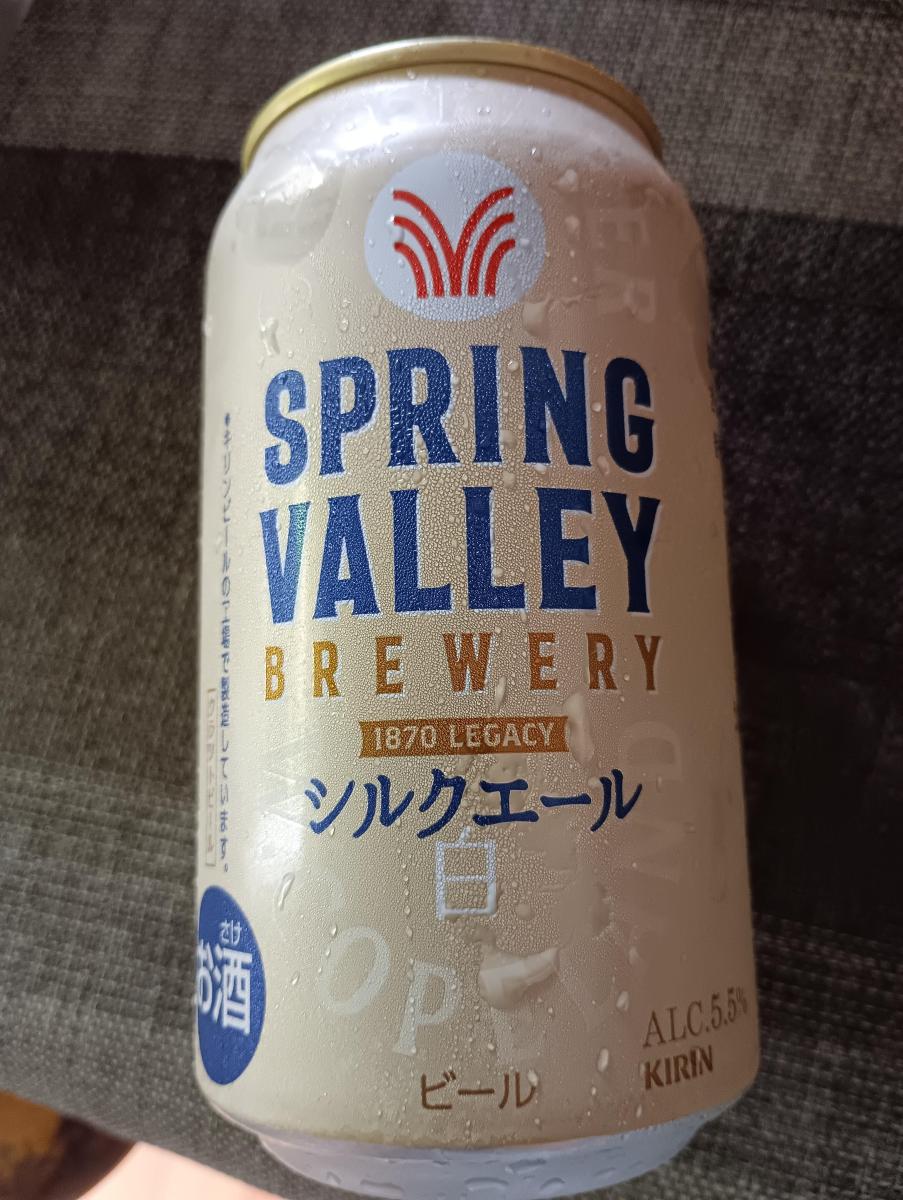 SPRING
VALLEY
BREWERY
1870 LEGACY
シルクエール
白
さけ
お酒
ALC.5.5%
KIRIN
ビール